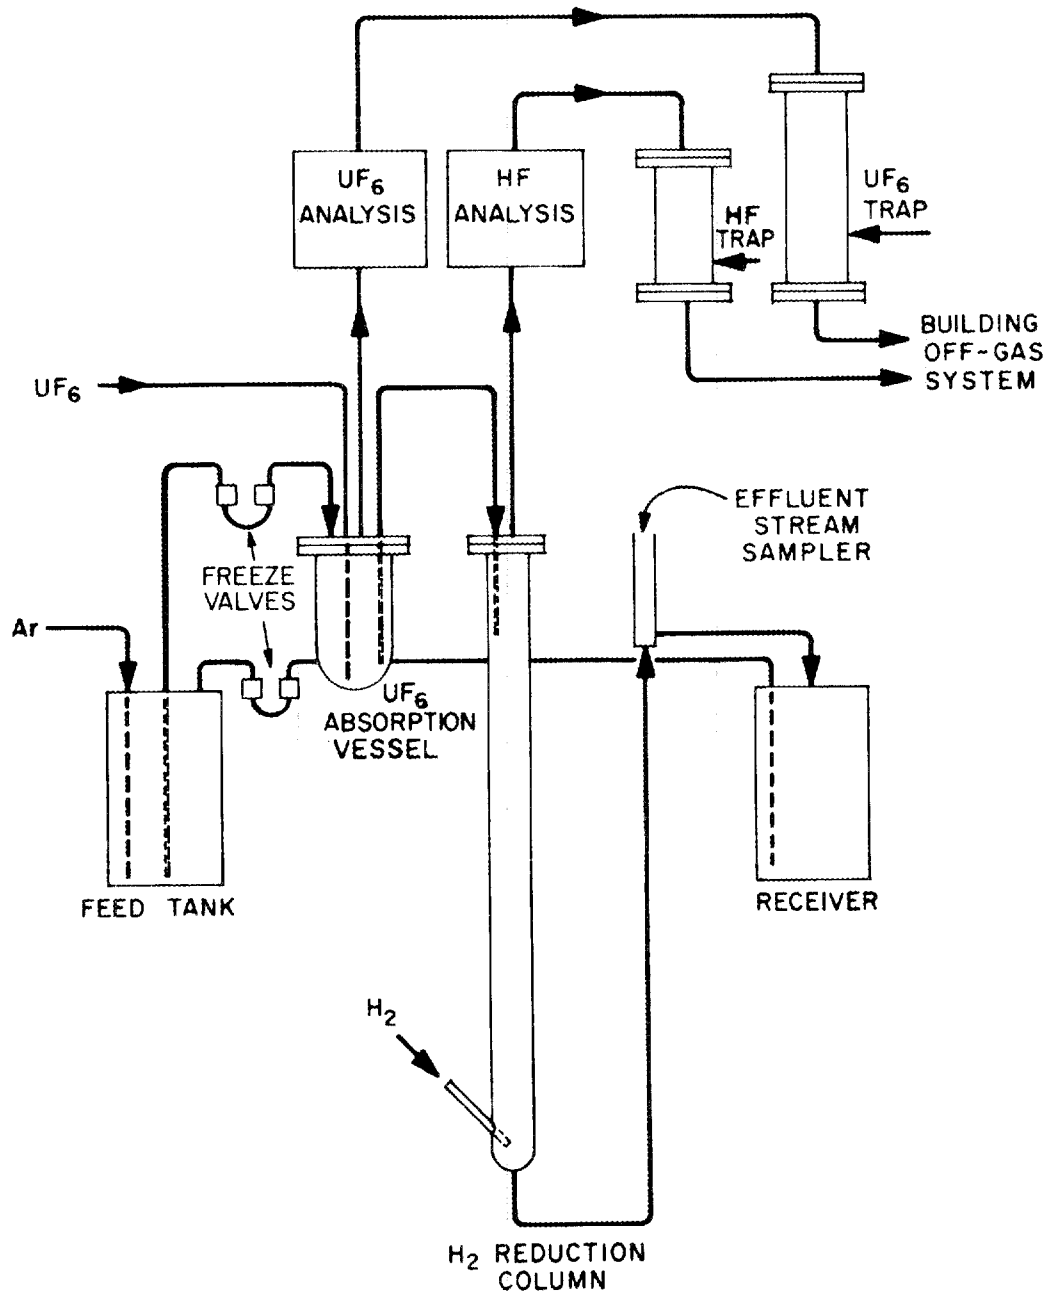 UF₆
ANALYSIS
HF
ANALYSIS
UF₆
TRAP
HF
TRAP
BUILDING
OFF-GAS
SYSTEM
UF₆
EFFLUENT
STREAM
SAMPLER
FREEZE
VALVES
Ar
UF₆
ABSORPTION
VESSEL
FEED TANK
RECEIVER
H₂
H₂ REDUCTION
COLUMN